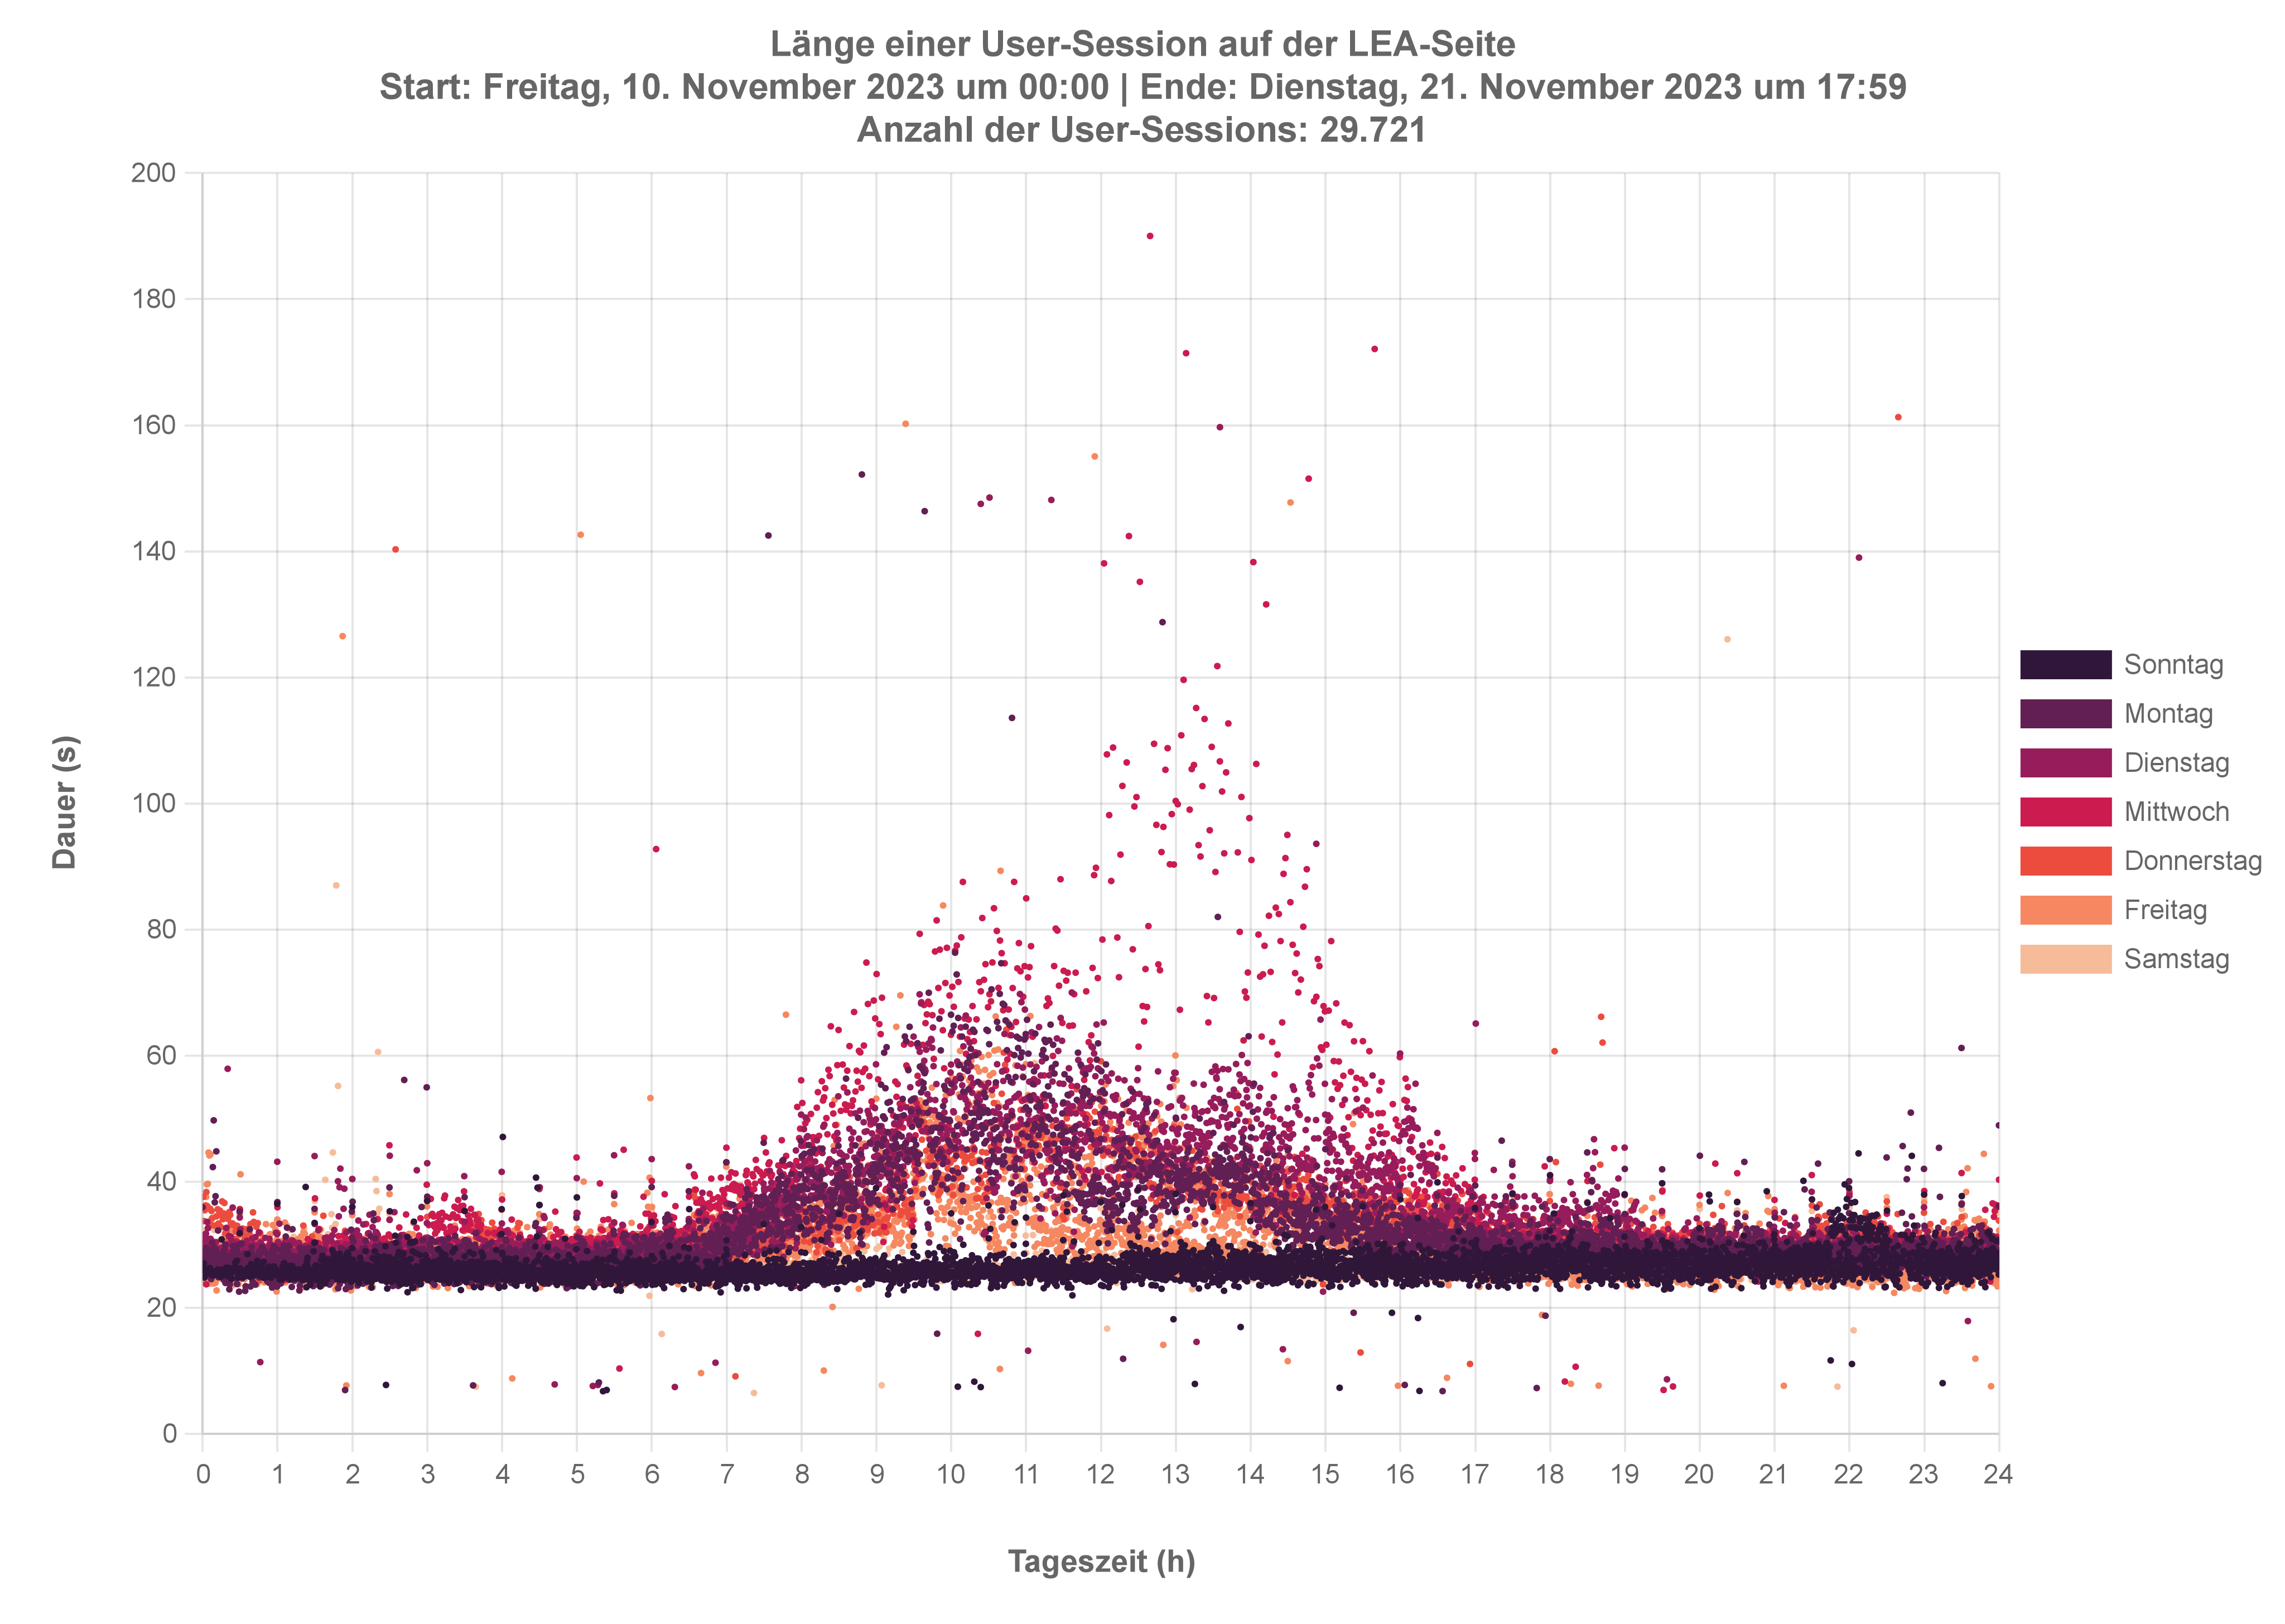 Länge einer User-Session auf der LEA-Seite
Start: Freitag, 10. November 2023 um 00:00 | Ende: Dienstag, 21. November 2023 um 17:59
Anzahl der User-Sessions: 29.721
200
180
160
140
120
100
80
60
40
20
0
Dauer (s)
0 1 2 3 4 5 6 7 8 9 10 11 12 13 14 15 16 17 18 19 20 21 22 23 24
Tageszeit (h)
Sonntag
Montag
Dienstag
Mittwoch
Donnerstag
Freitag
Samstag